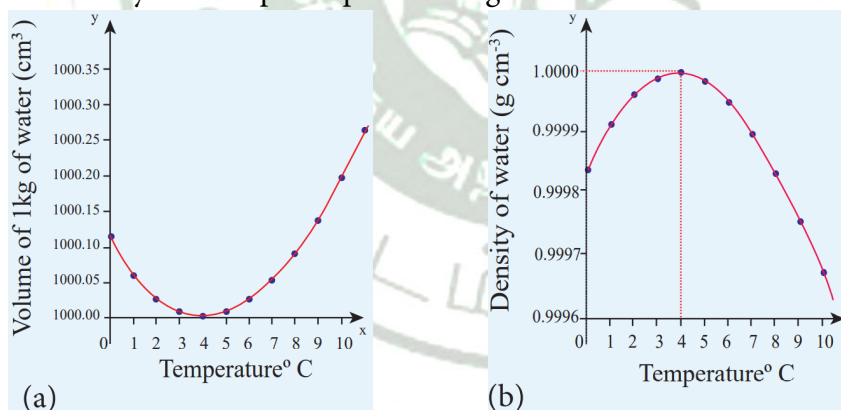 y
Volume of 1kg of water (cm³)
1000.35
1000.30
1000.25
1000.20
1000.15
1000.10
1000.05
1000.00
0 1 2 3 4 5 6 7 8 9 10 x
Temperature° C
(a)
y
Density of water (g cm⁻³)
1.0000
0.9999
0.9998
0.9997
0.9996
0 1 2 3 4 5 6 7 8 9 10
Temperature° C
(b)